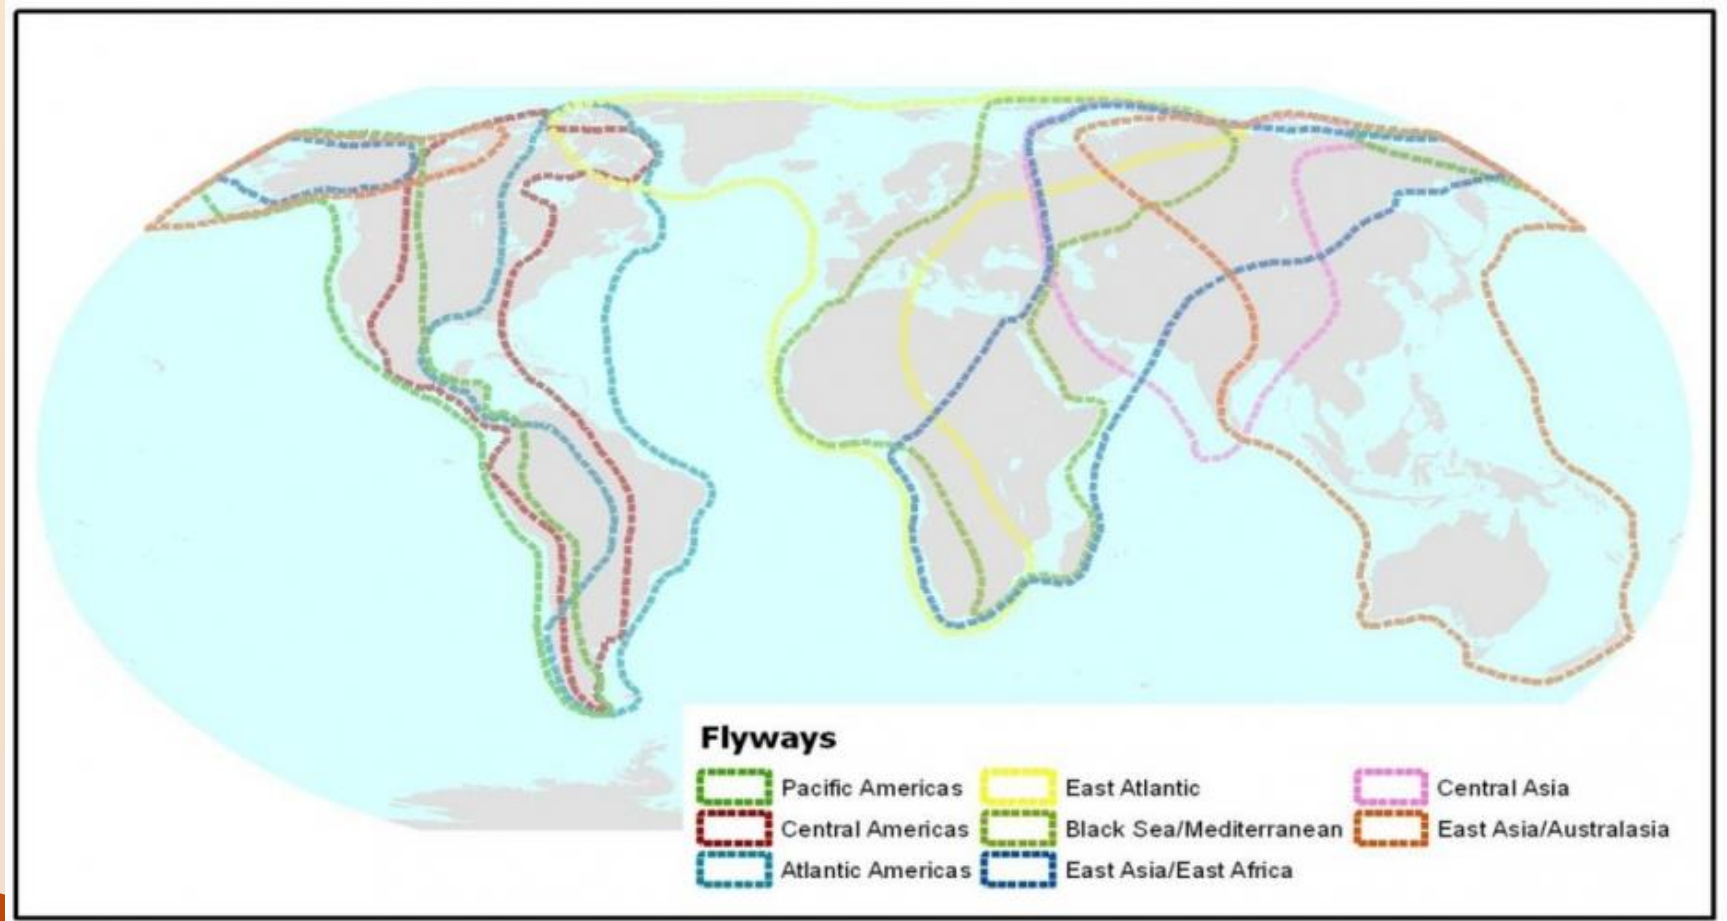 Flyways
Pacific Americas
East Atlantic
Central Asia
Central Americas
Black Sea/Mediterranean
East Asia/Australasia
Atlantic Americas
East Asia/East Africa